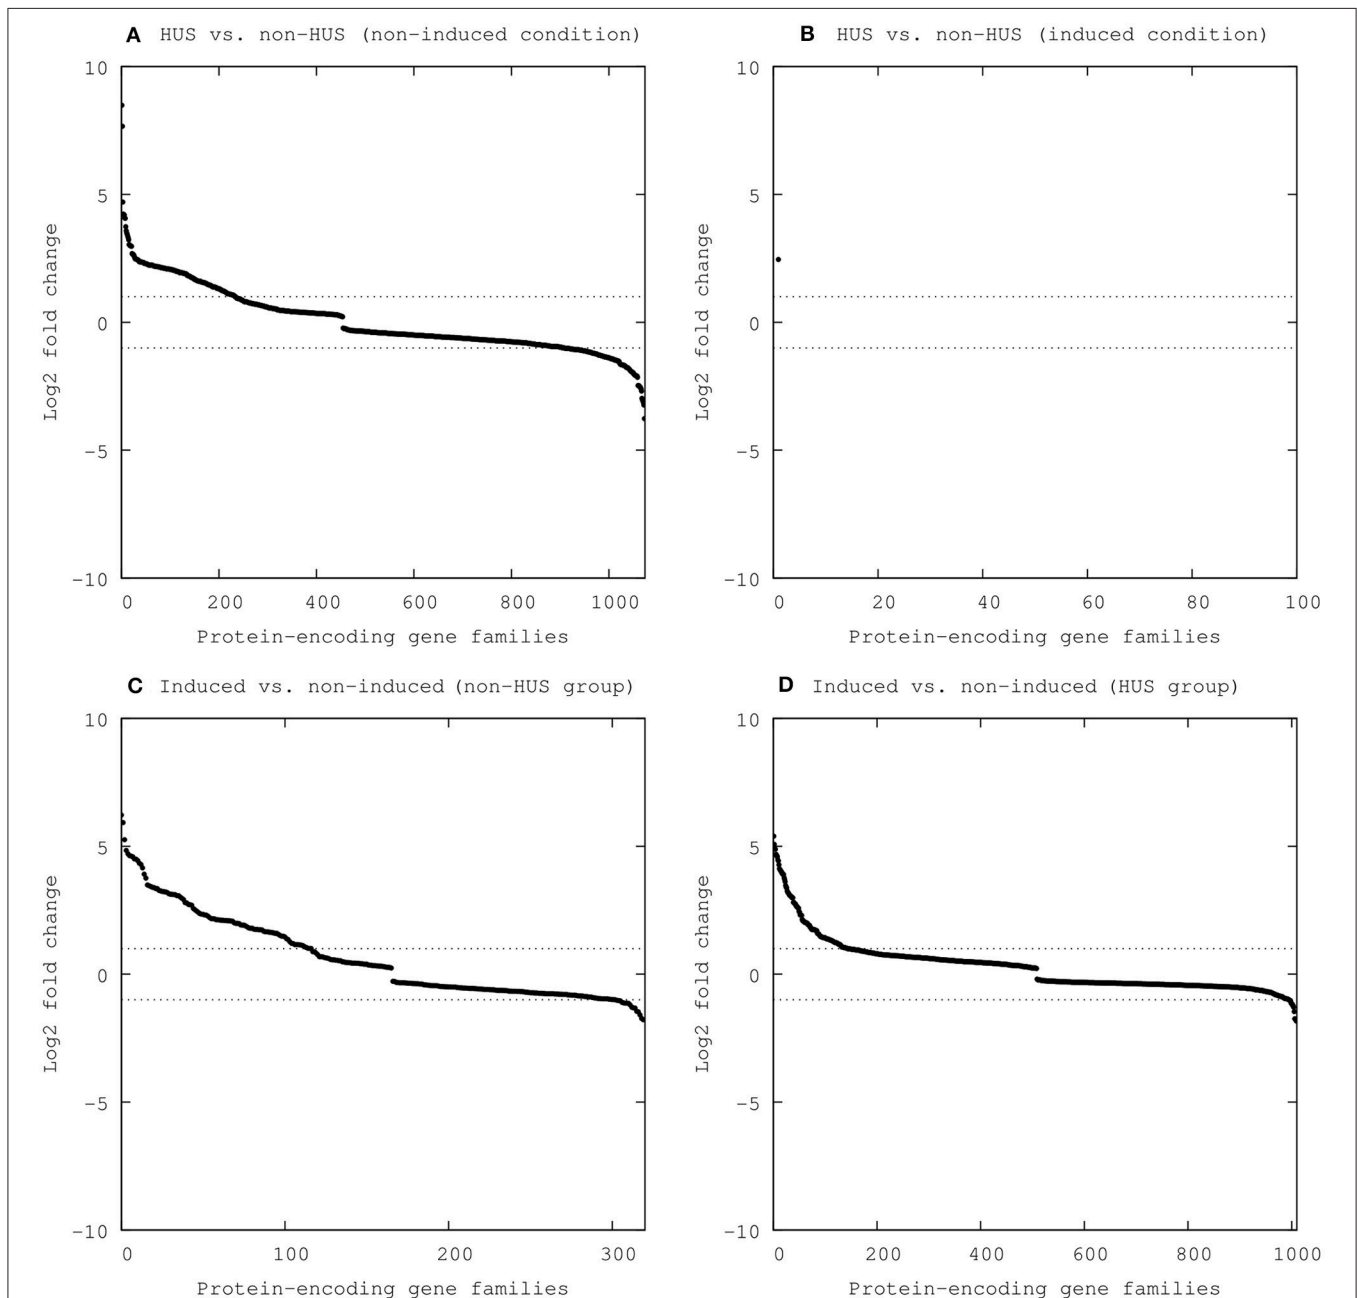 A HUS vs. non-HUS (non-induced condition)
10
5
0
−5
−10
Log2 fold change
0 200 400 600 800 1000
Protein-encoding gene families
B HUS vs. non-HUS (induced condition)
10
5
0
−5
−10
Log2 fold change
0 20 40 60 80 100
Protein-encoding gene families
C Induced vs. non-induced (non-HUS group)
10
5
0
−5
−10
Log2 fold change
0 100 200 300
Protein-encoding gene families
D Induced vs. non-induced (HUS group)
10
5
0
−5
−10
Log2 fold change
0 200 400 600 800 1000
Protein-encoding gene families